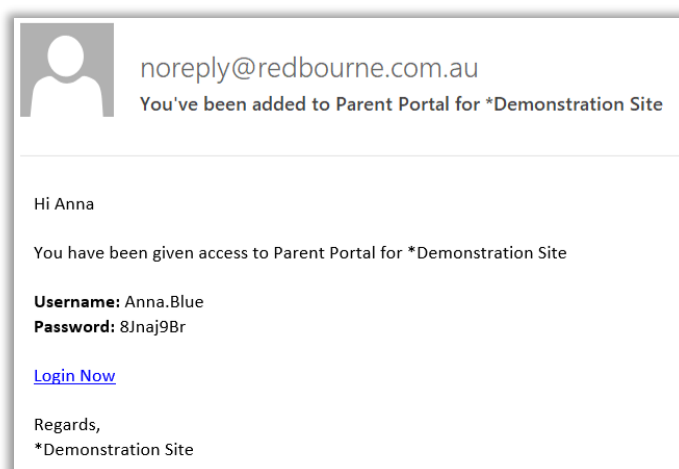 noreply@redbourne.com.au
You've been added to Parent Portal for *Demonstration Site
Hi Anna
You have been given access to Parent Portal for *Demonstration Site
Username: Anna.Blue
Password: 8Jnaj9Br
Login Now
Regards,
*Demonstration Site